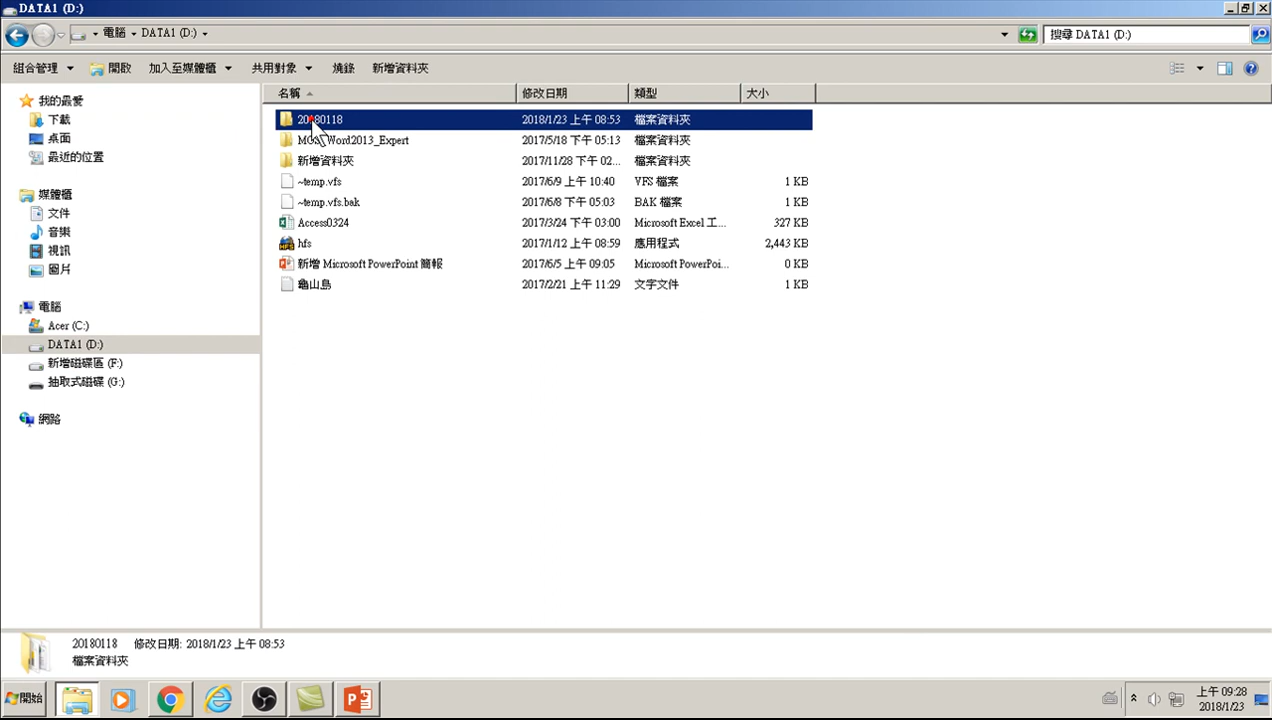 DATA1 (D:)
電腦 DATA1 (D:)
搜尋 DATA1 (D:)
組合管理 開啟 加入至媒體櫃 共用對象 燒錄 新增資料夾
我的最愛
下載
桌面
最近的位置
媒體櫃
文件
音樂
視訊
圖片
電腦
Acer (C:)
DATA1 (D:)
新增磁碟區 (F:)
抽取式磁碟 (G:)
網路
名稱 修改日期 類型 大小
20180118 2018/1/23 上午 08:53 檔案資料夾
Word2013_Expert 2017/5/18 下午 05:13 檔案資料夾
新增資料夾 2017/11/28 下午 02... 檔案資料夾
~temp.vfs 2017/6/9 上午 10:40 VFS 檔案 1 KB
~temp.vfs.bak 2017/6/8 下午 05:03 BAK 檔案 1 KB
Access0324 2017/3/24 下午 03:00 Microsoft Excel 工... 327 KB
hfs 2017/1/12 上午 08:59 應用程式 2,443 KB
新增 Microsoft PowerPoint 簡報 2017/6/5 上午 09:05 Microsoft PowerPoi... 0 KB
龜山島 2017/2/21 上午 11:29 文字文件 1 KB
20180118 修改日期: 2018/1/23 上午 08:53
檔案資料夾
開始
上午 09:28
2018/1/23